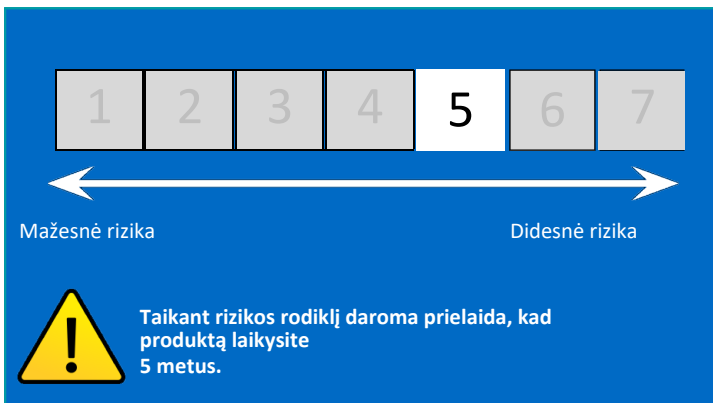 1 2 3 4 5 6 7
Mažesnė rizika Didesnė rizika
Taikant rizikos rodiklį daroma prielaida, kad
produktą laikysite
5 metus.